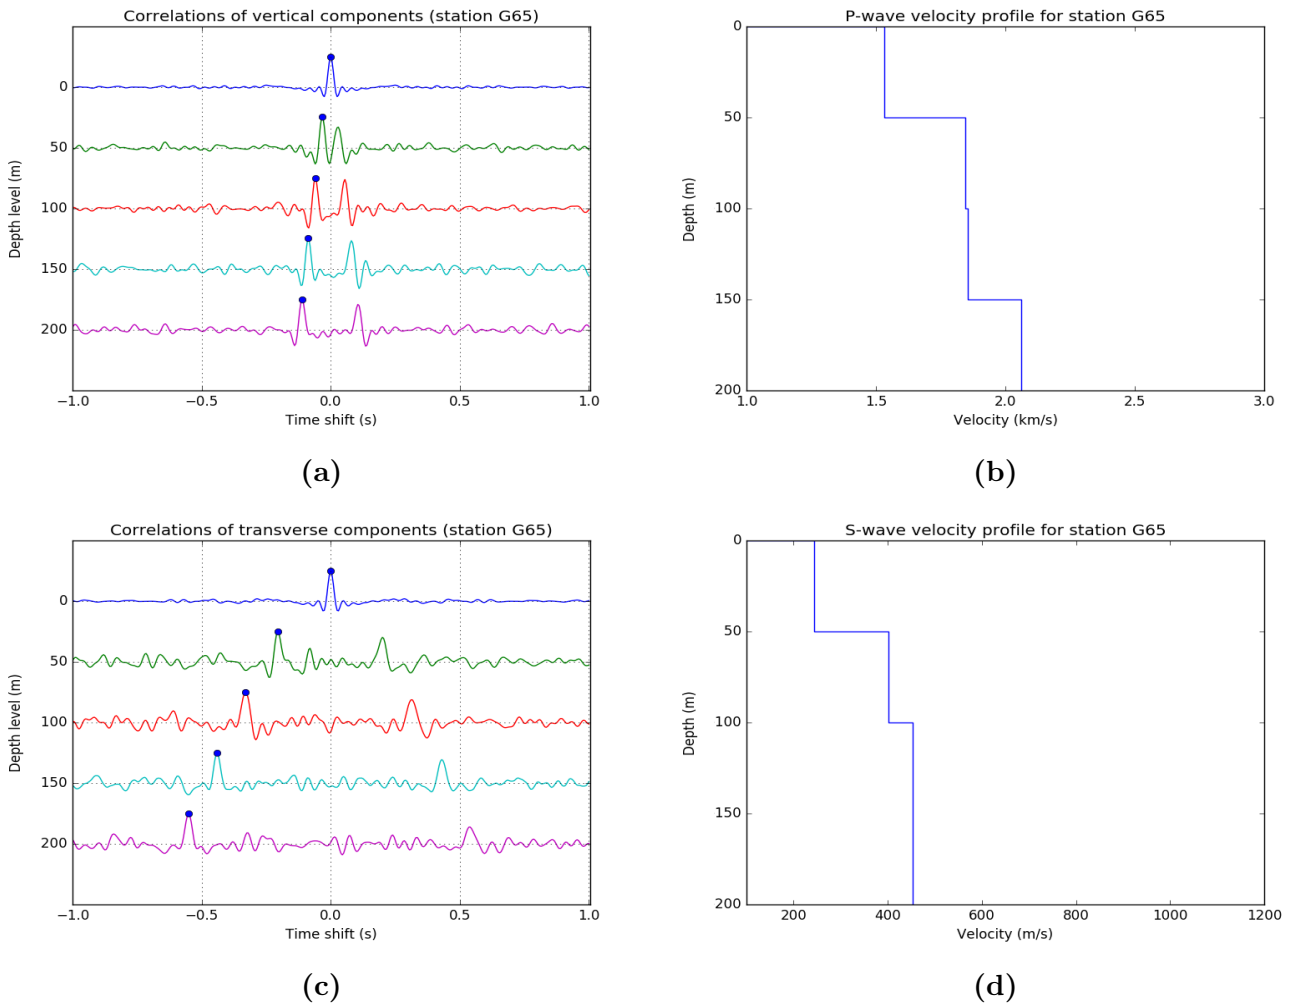 Correlations of vertical components (station G65)
0
50
100
150
200
Depth level (m)
−1.0 −0.5 0.0 0.5 1.0
Time shift (s)
(a)
P-wave velocity profile for station G65
0
50
100
150
200
Depth (m)
1.0 1.5 2.0 2.5 3.0
Velocity (km/s)
(b)
Correlations of transverse components (station G65)
0
50
100
150
200
Depth level (m)
−1.0 −0.5 0.0 0.5 1.0
Time shift (s)
(c)
S-wave velocity profile for station G65
0
50
100
150
200
Depth (m)
200 400 600 800 1000 1200
Velocity (m/s)
(d)